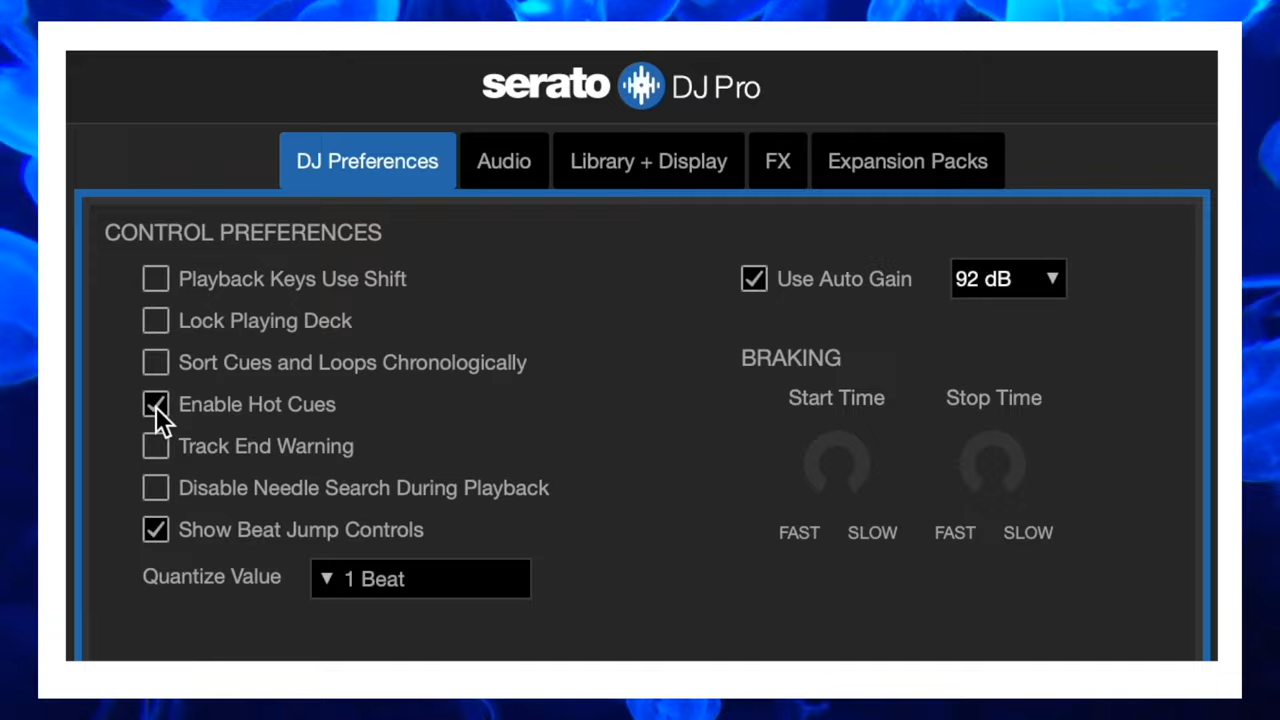 serato DJ Pro
DJ Preferences Audio Library + Display FX Expansion Packs
CONTROL PREFERENCES
Playback Keys Use Shift
Lock Playing Deck
Sort Cues and Loops Chronologically
Enable Hot Cues
Track End Warning
Disable Needle Search During Playback
Show Beat Jump Controls
Quantize Value 1 Beat
Use Auto Gain 92 dB
BRAKING
Start Time Stop Time
FAST SLOW FAST SLOW